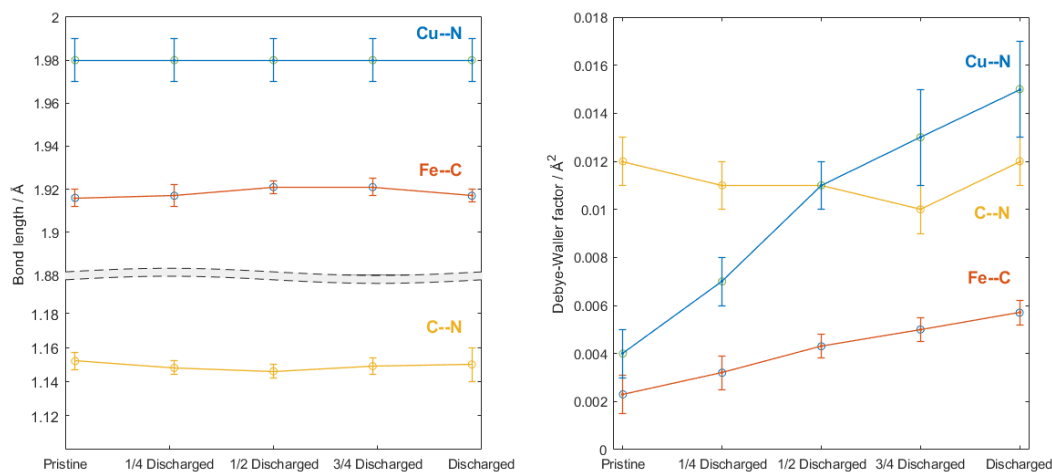 2
1.98
1.96
1.94
1.92
1.9
1.88
1.18
1.16
1.14
1.12
Bond length / Å
Cu--N
Fe--C
C--N
Pristine 1/4 Discharged 1/2 Discharged 3/4 Discharged Discharged
0.018
0.016
0.014
0.012
0.01
0.008
0.006
0.004
0.002
0
Debye-Waller factor / Å²
Cu--N
C--N
Fe--C
Pristine 1/4 Discharged 1/2 Discharged 3/4 Discharged Discharged